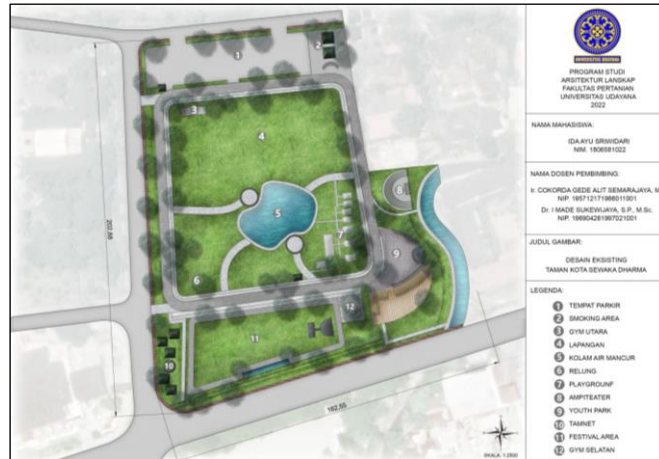 UNIVERSITAS UDAYANA
PROGRAM STUDI
ARSITEKTUR LANSKAP
FAKULTAS PERTANIAN
UNIVERSITAS UDAYANA
2022
NAMA MAHASISWA:
IDA AYU SRIWIDARI
NIM. 1806581022
NAMA DOSEN PEMBIMBING:
Ir. COKORDA GEDE ALIT SEMARAJAYA, M
NIP. 195712171986011001
Dr. I MADE SUKEWIJAYA, S.P., M.Sc.
NIP. 196904261997021001
JUDUL GAMBAR:
DESAIN EKSISTING
TAMAN KOTA SEWAKA DHARMA
LEGENDA:
1 TEMPAT PARKIR
2 SMOKING AREA
3 GYM UTARA
4 LAPANGAN
5 KOLAM AIR MANCUR
6 RELUNG
7 PLAYGROUNF
8 AMPITEATER
9 YOUTH PARK
10 TAMNET
11 FESTIVAL AREA
12 GYM SELATAN
1
2
3
4
5
6
7
8
9
10
11
12
182,55
SKALA